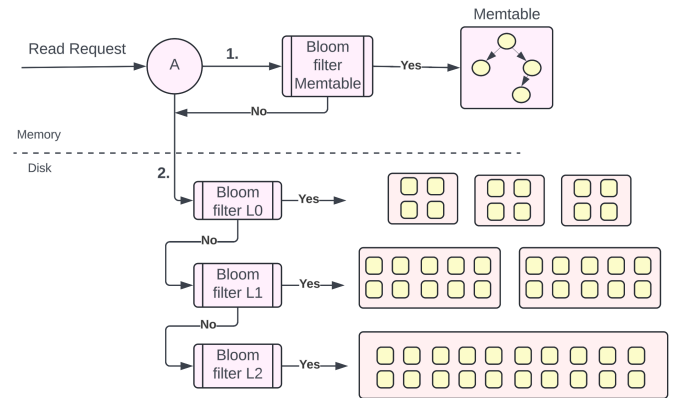 Memtable
Read Request
A
1.
Bloom
filter
Memtable
Yes
No
Memory
Disk
2.
Bloom
filter L0
Yes
No
Bloom
filter L1
Yes
No
Bloom
filter L2
Yes